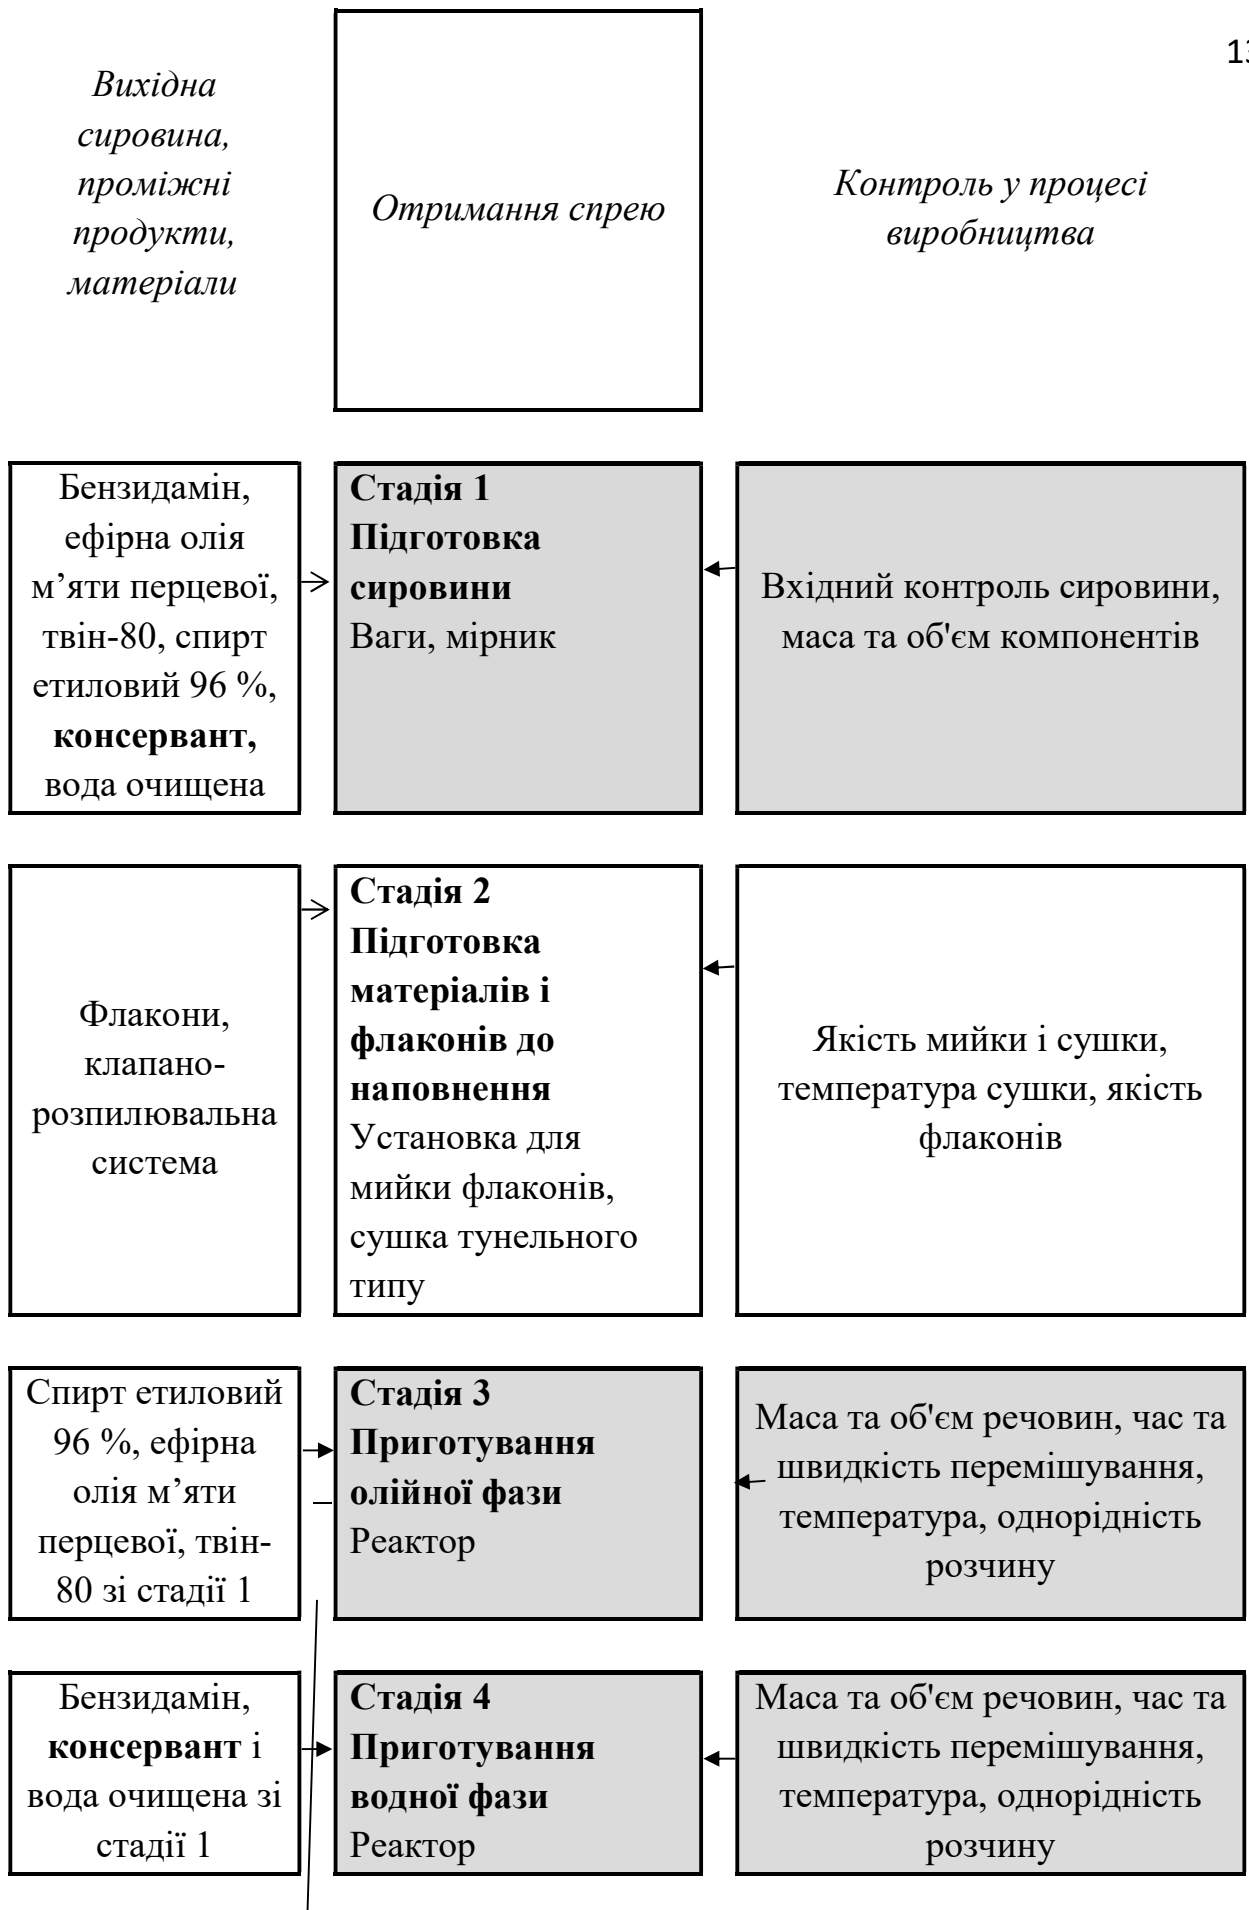 13
Вихідна
сировина,
проміжні
продукти,
матеріали
Отримання спрею
Контроль у процесі
виробництва
Бензидамін,
ефірна олія
м’яти перцевої,
твін-80, спирт
етиловий 96 %,
консервант,
вода очищена
Стадія 1
Підготовка
сировини
Ваги, мірник
Вхідний контроль сировини,
маса та об'єм компонентів
Флакони,
клапано-
розпилювальна
система
Стадія 2
Підготовка
матеріалів і
флаконів до
наповнення
Установка для
мийки флаконів,
сушка тунельного
типу
Якість мийки і сушки,
температура сушки, якість
флаконів
Спирт етиловий
96 %, ефірна
олія м’яти
перцевої, твін-
80 зі стадії 1
Стадія 3
Приготування
олійної фази
Реактор
Маса та об'єм речовин, час та
швидкість перемішування,
температура, однорідність
розчину
Бензидамін,
консервант і
вода очищена зі
стадії 1
Стадія 4
Приготування
водної фази
Реактор
Маса та об'єм речовин, час та
швидкість перемішування,
температура, однорідність
розчину